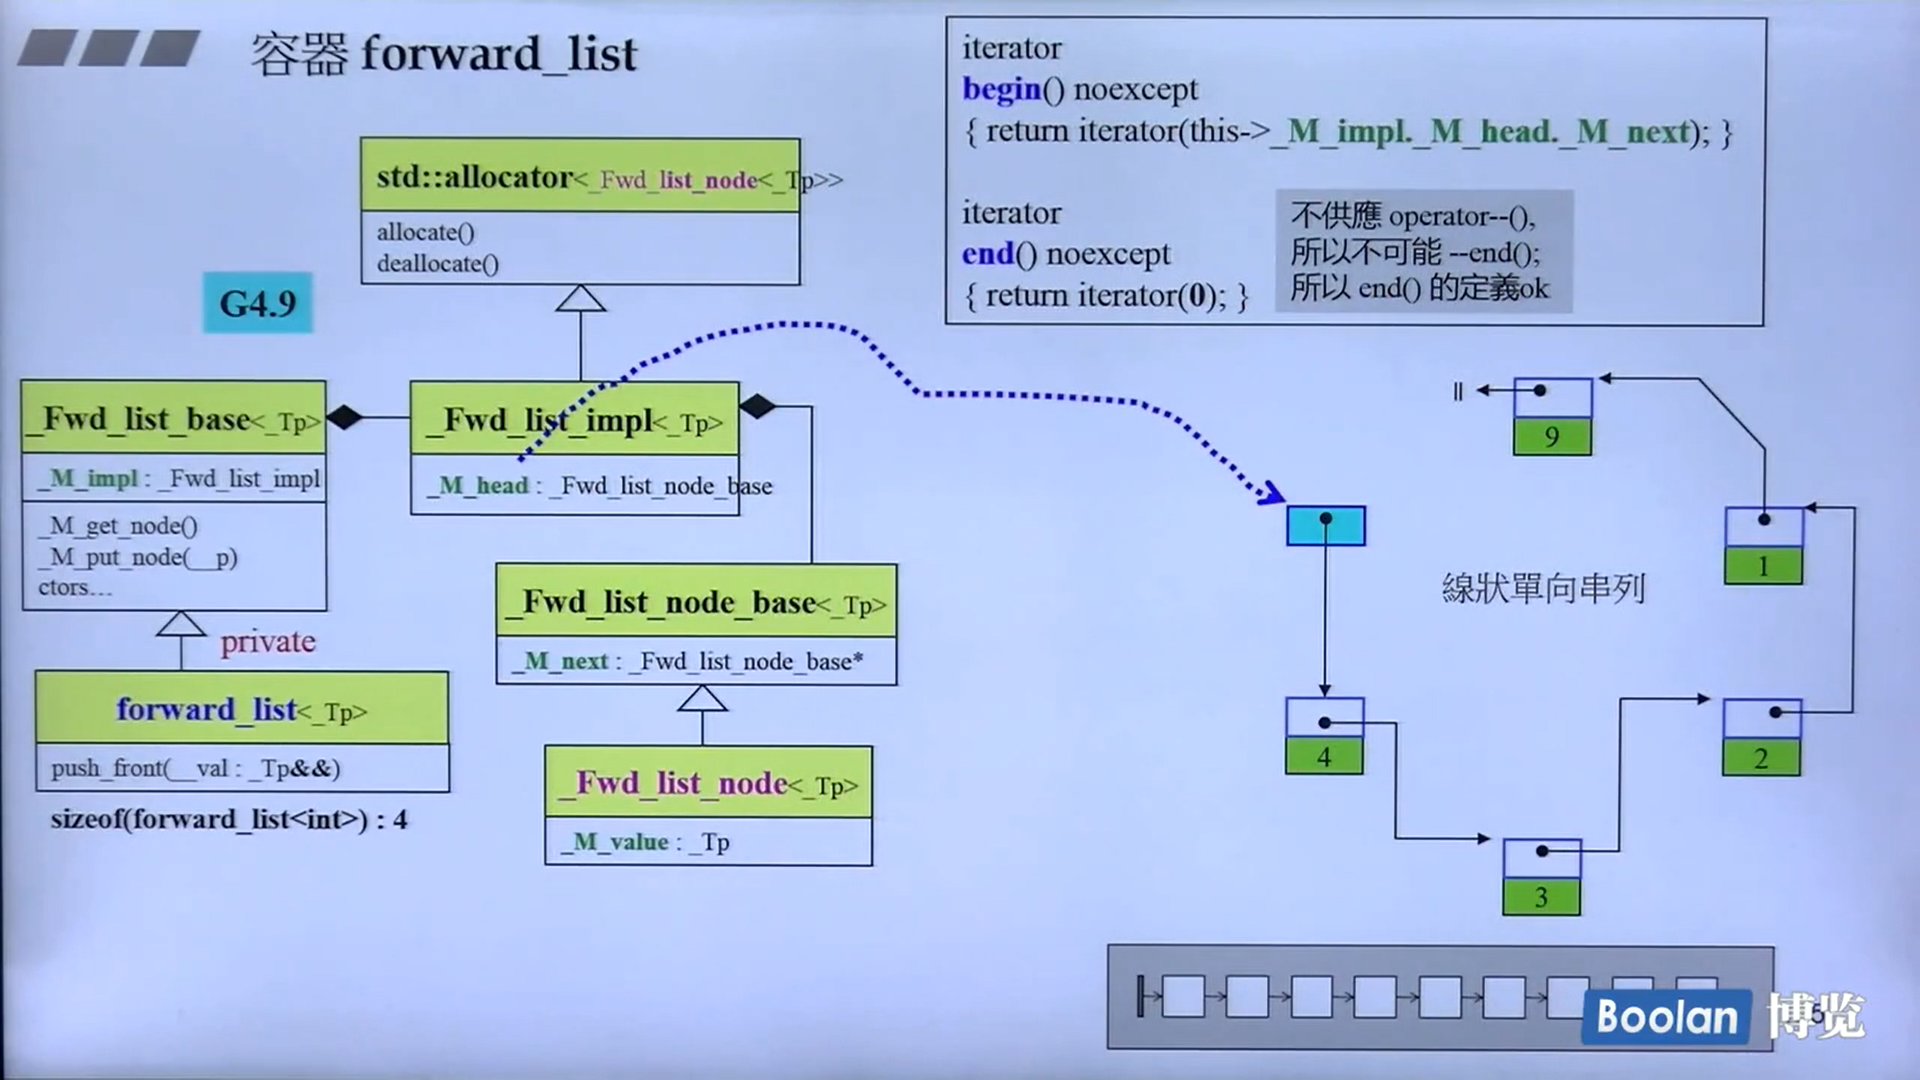 容器 forward_list
iterator
begin() noexcept
{ return iterator(this->_M_impl._M_head._M_next); }
iterator
end() noexcept
{ return iterator(0); }
不供應 operator--(),
所以不可能 --end();
所以 end() 的定義ok
std::allocator<_Fwd_list_node<_Tp>>
allocate()
deallocate()
G4.9
_Fwd_list_base<_Tp>
_M_impl : _Fwd_list_impl
_M_get_node()
_M_put_node(__p)
ctors...
_Fwd_list_impl<_Tp>
_M_head : _Fwd_list_node_base
private
forward_list<_Tp>
push_front(__val : _Tp&&)
sizeof(forward_list<int>) : 4
_Fwd_list_node_base<_Tp>
_M_next : _Fwd_list_node_base*
_Fwd_list_node<_Tp>
_M_value : _Tp
9
1
線狀單向串列
4
2
3
Boolan 博览